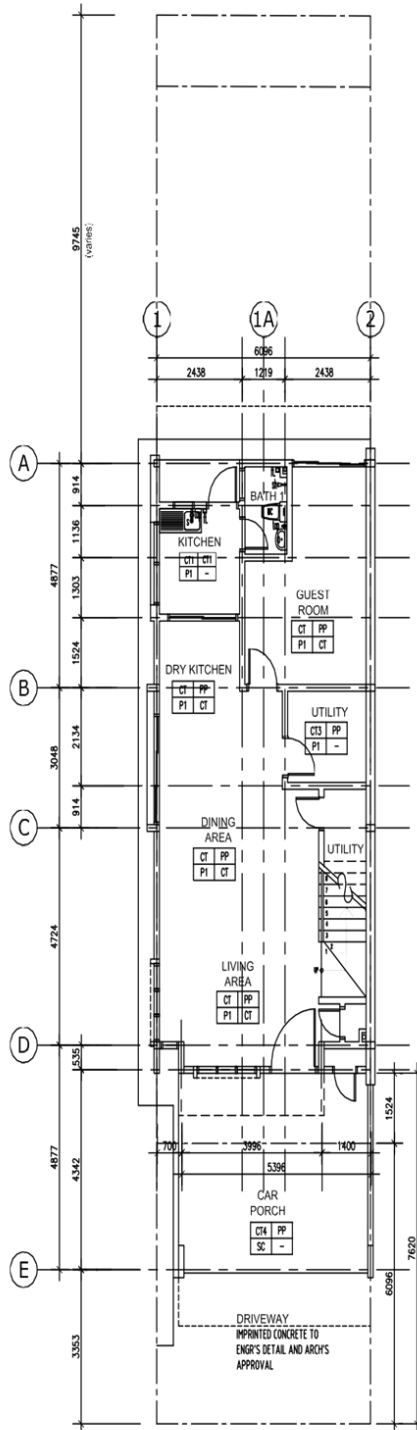 9745
(varies)
1
1A
2
6096
2438
1219
2438
A
914
BATH 1
1136
KITCHEN
CT1 CT1
P1 -
4877
1303
GUEST
ROOM
CT PP
P1 CT
1524
DRY KITCHEN
CT PP
P1 CT
B
UTILITY
CT3 PP
P1 -
2134
3048
914
DINING
AREA
CT PP
P1 CT
C
UTILITY
4724
LIVING
AREA
CT PP
P1 CT
D
535
1524
700
3996
1400
5396
4877
4342
CAR
PORCH
CT4 PP
SC -
7620
6096
E
DRIVEWAY
IMPRINTED CONCRETE TO
ENGR'S DETAIL AND ARCH'S
APPROVAL
3353